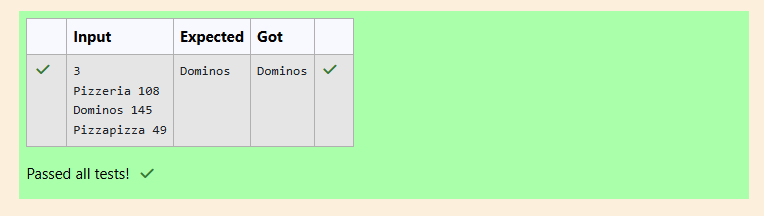 Input Expected Got
3 Dominos Dominos
Pizzeria 108
Dominos 145
Pizzapizza 49
Passed all tests!